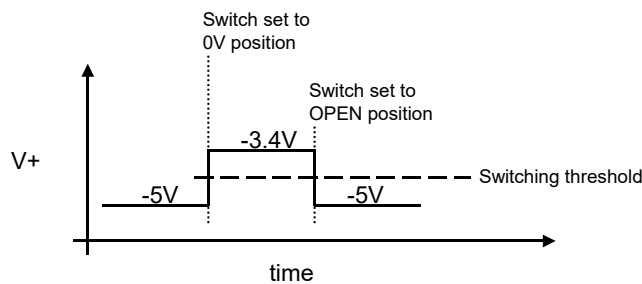 Switch set to
0V position
Switch set to
OPEN position
V+
-3.4V
Switching threshold
-5V
-5V
time